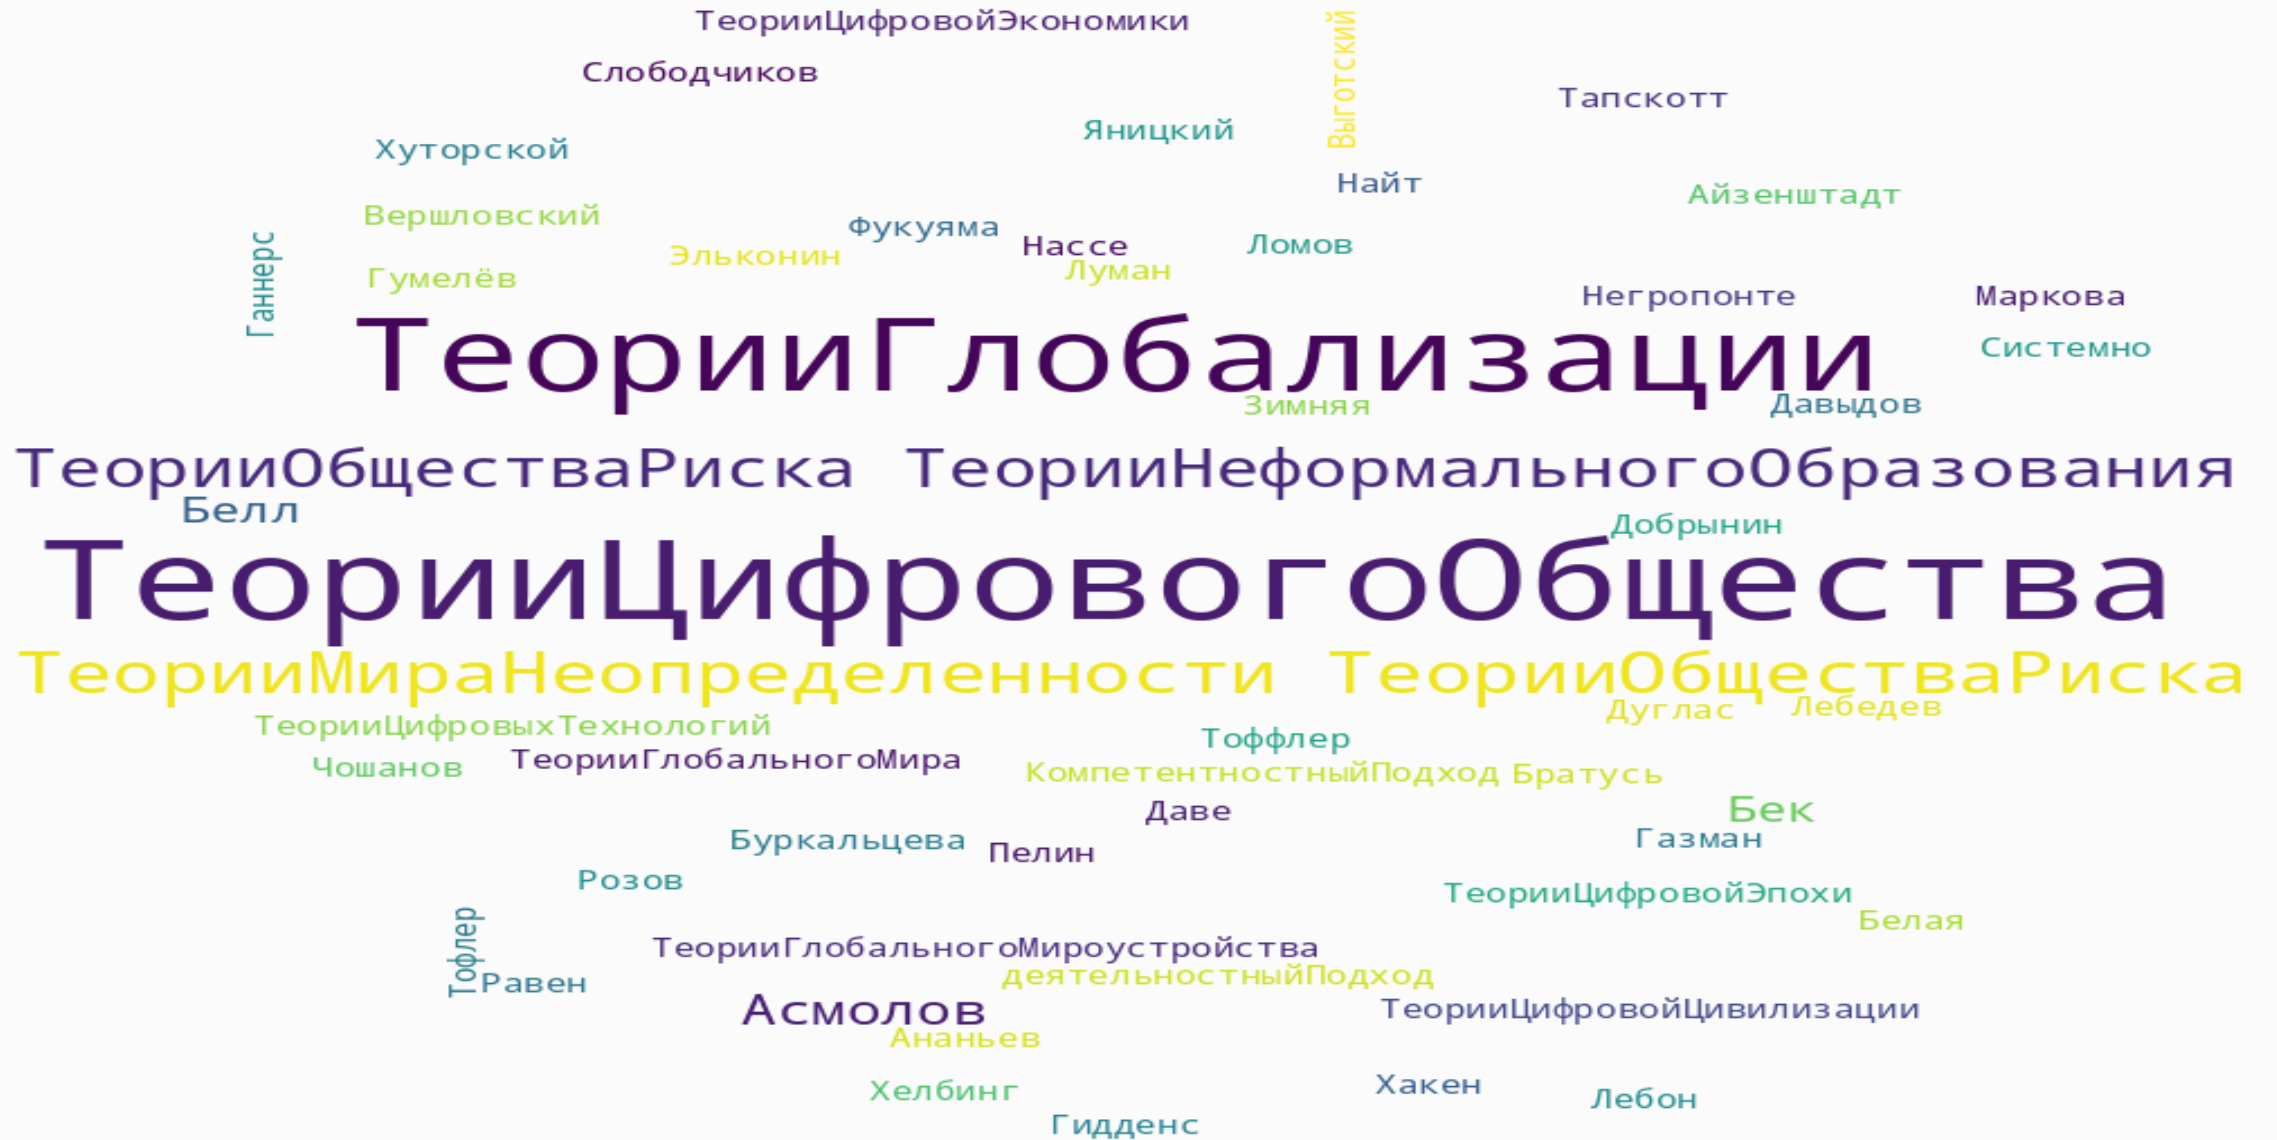 ТеорииЦифровойЭкономики
Выготский
Слободчиков
Тапскотт
Яницкий
Хуторской
Найт
Айзенштадт
Вершловский
Фукуяма
Ганнерс
Нассе
Ломов
Эльконин
Луман
Гумелёв
Негропонте
Маркова
ТеорииГлобализации
Системно
Зимняя
Давыдов
ТеорииОбществаРиска ТеорииНеформальногоОбразования
Белл
Добрынин
ТеорииЦифровогоОбщества
ТеорииМираНеопределенности ТеорииОбществаРиска
Дуглас
Лебедев
ТеорииЦифровыхТехнологий
Тоффлер
Чошанов
ТеорииГлобальногоМира
КомпетентностныйПодход Братусь
Даве
Бек
Буркальцева
Пелин
Газман
Розов
ТеорииЦифровойЭпохи
Белая
Тофлер
ТеорииГлобальногоМироустройства
Равен
деятельностныйПодход
Асмолов
ТеорииЦифровойЦивилизации
Ананьев
Хелбинг
Хакен
Лебон
Гидденс